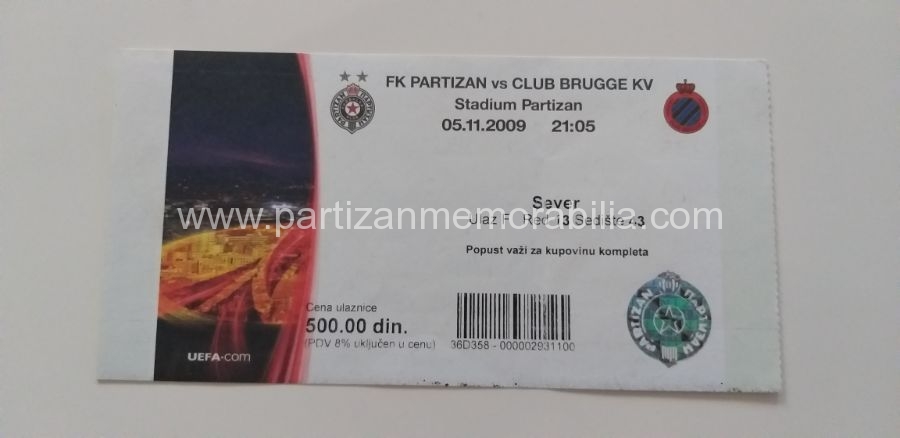 FK PARTIZAN vs CLUB BRUGGE KV
Stadium Partizan
05.11.2009 21:05
Sever
www.partizanmemorabilia.com
Ulaz F Red 13 Sedište 43
Popust važi za kupovinu kompleta
Cena ulaznice
500.00 din.
(PDV 8% uključen u cenu)
36D358 - 000002931100
UEFA.com
PARTIZAN
ПАРТИЗАН